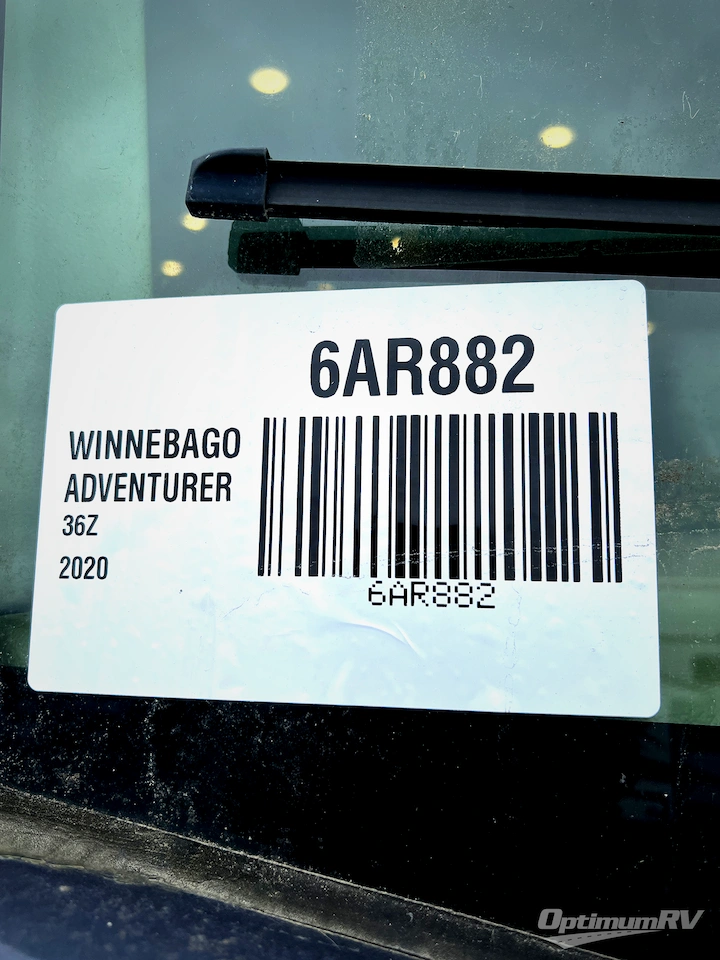 6AR882
WINNEBAGO
ADVENTURER
36Z
2020
6AR882
OptimumRV